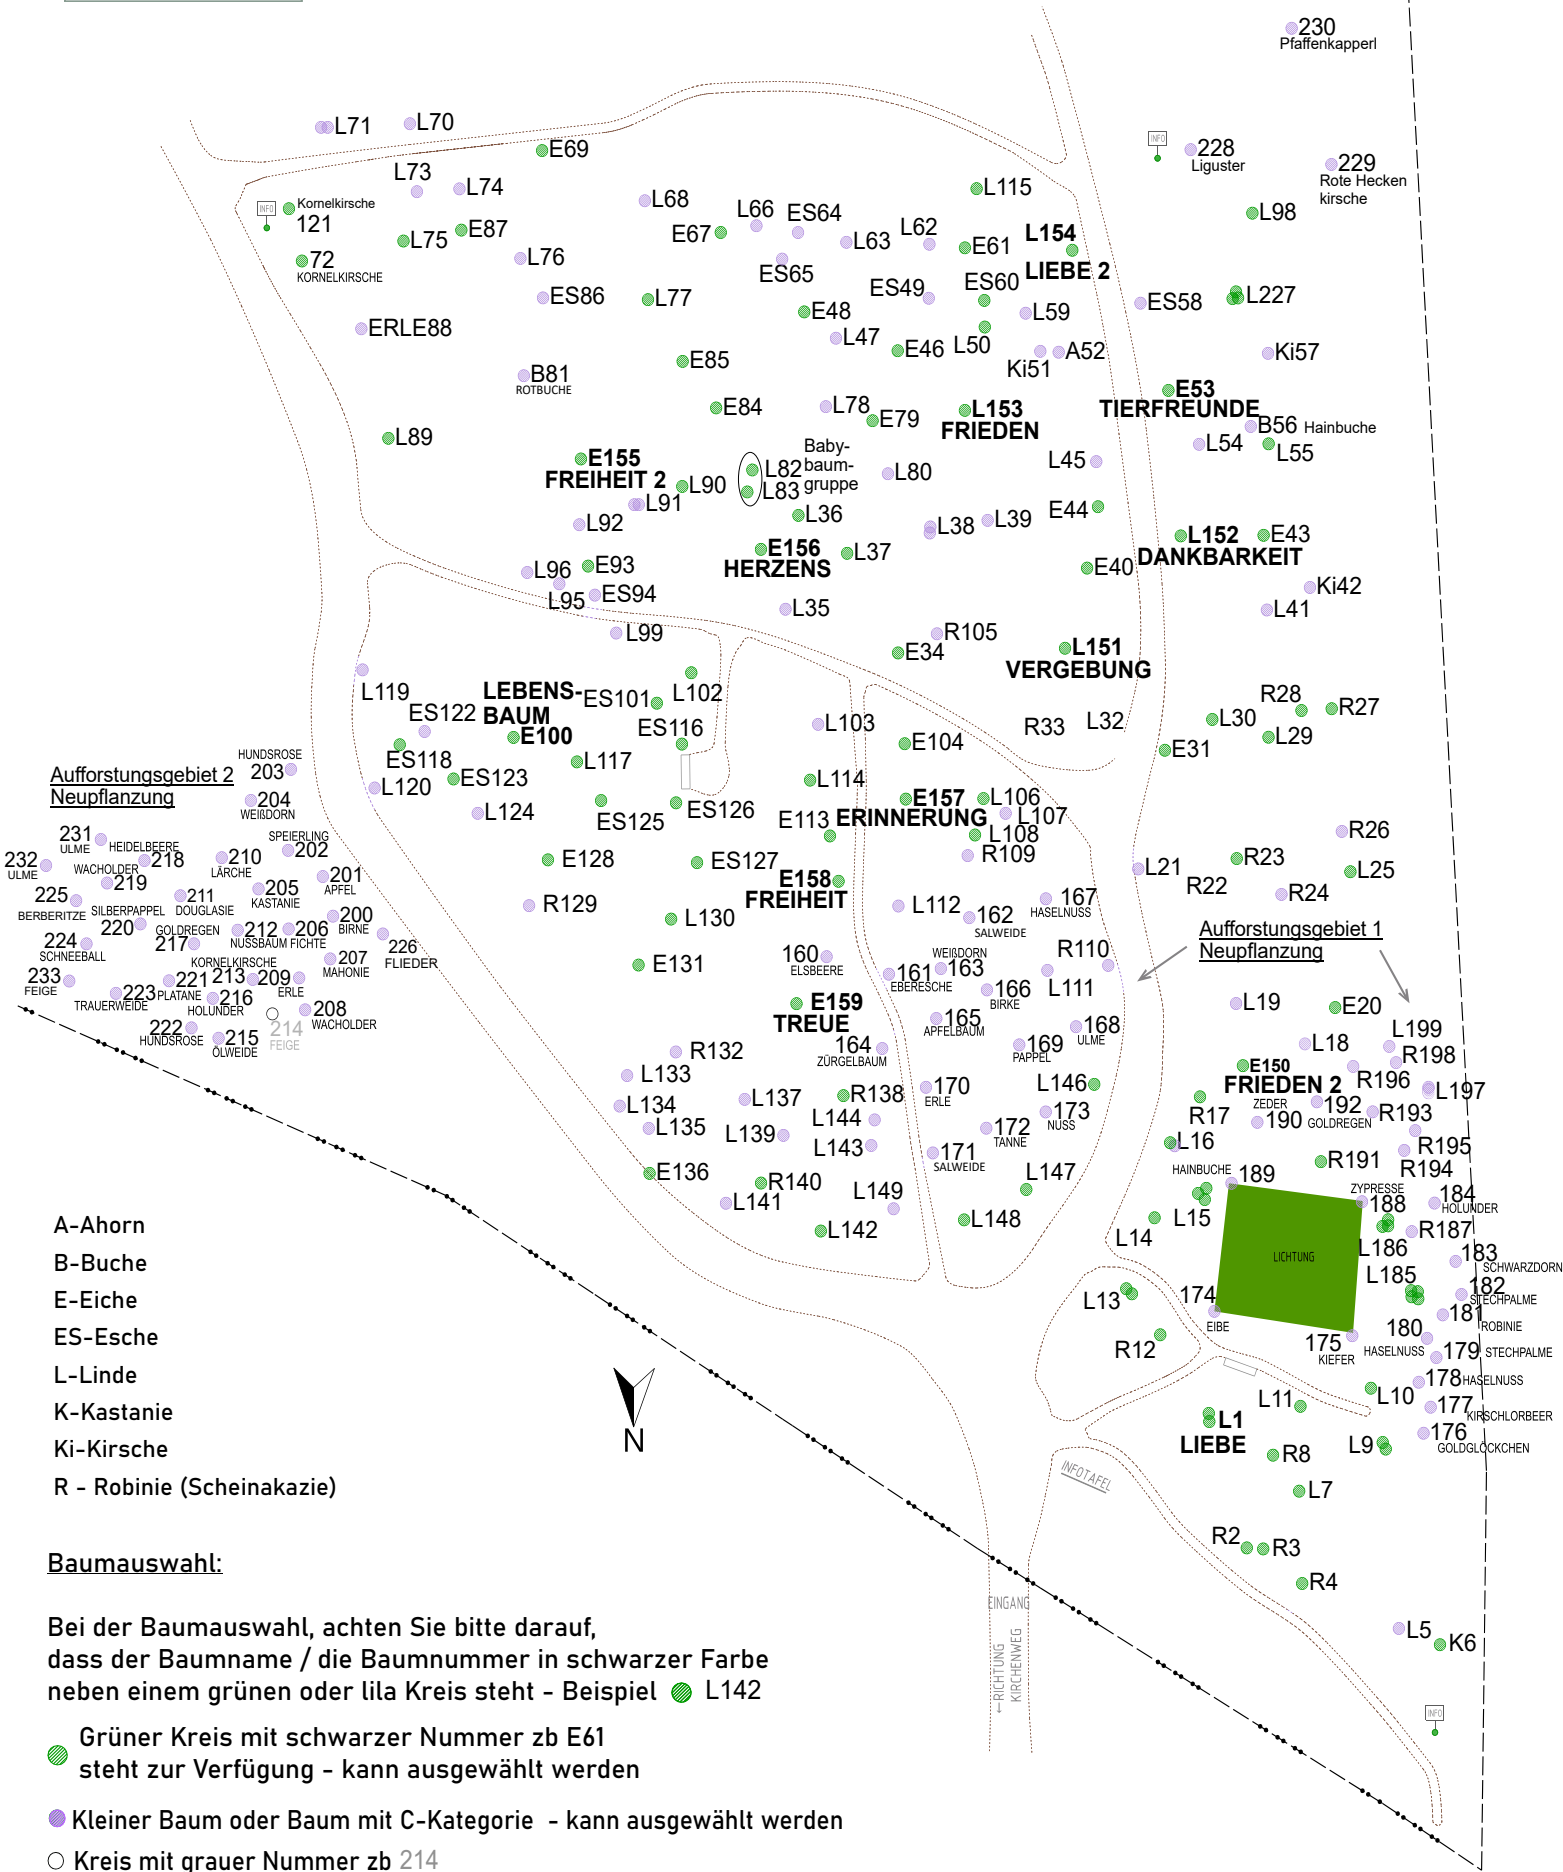 230
Pfaffenkapperl
L71
L70
E69
INFO
228
Liguster
229
Rote Hecken
kirsche
L73
L74
L68
L115
L98
INFO
Kornelkirsche
121
L75
E87
E67
L66
ES64
L63
L62
E61
L154
LIEBE 2
72
KORNELKIRSCHE
L76
ES65
ES86
L77
ES49
ES60
ES58
L227
ERLE88
E48
L47
L59
E46
L50
Ki51
A52
Ki57
E85
B81
ROTBUCHE
E53
TIERFREUNDE
E84
L78
E79
L153
FRIEDEN
B56 Hainbuche
L89
L54
L55
E155
FREIHEIT 2
L90
L82
L83
Baby-
baum-
gruppe
L80
L45
L91
L92
L36
L38
L39
E44
L152
DANKBARKEIT
E43
E156
HERZENS
L37
E40
L96
E93
L95
ES94
L35
Ki42
L41
L99
R105
E34
L151
VERGEBUNG
L119
LEBENS-
BAUM
E100
ES101
L102
R28
R27
ES122
ES116
L103
E104
R33
L32
L30
L29
E31
ES118
ES123
L117
HUNDSROSE
203
Aufforstungsgebiet 2
Neupflanzung
204
WEIßDORN
L120
L124
ES125
ES126
L114
E157
ERINNERUNG
L106
L107
E113
L108
R109
R26
231
ULME
HEIDELBEERE
218
SPEIERLING
202
210
LÄRCHE
232
ULME
WACHOLDER
219
E128
ES127
E158
FREIHEIT
L21
R23
R22
R24
L25
201
APFEL
205
KASTANIE
225
BERBERITZE
211
DOUGLASIE
SILBERPAPPEL
220
R129
L130
L112
162
SALWEIDE
167
HASELNUSS
Aufforstungsgebiet 1
Neupflanzung
200
BIRNE
GOLDREGEN
217
212
NUSSBAUM
206
FICHTE
226
FLIEDER
224
SCHNEEBALL
KORNELKIRSCHE
213
209
ERLE
207
MAHONIE
E131
160
ELSBEERE
161
EBERESCHE
WEIßDORN
163
R110
L111
233
FEIGE
223
TRAUERWEIDE
221
PLATANE
216
HOLUNDER
208
WACHOLDER
166
BIRKE
E159
TREUE
165
APFELBAUM
168
ULME
L19
E20
222
HUNDSROSE
215
ÖLWEIDE
214
FEIGE
R132
164
ZÜRGELBAUM
169
PAPPEL
L18
L199
R198
L133
170
ERLE
L146
E150
FRIEDEN 2
R196
L197
L134
L137
R138
L144
173
NUSS
R17
ZEDER
190
192
GOLDREGEN
R193
L135
L139
L143
172
TANNE
171
SALWEIDE
L16
R195
R194
E136
R140
L141
L149
L147
HAINBUCHE
189
R191
ZYPRESSE
188
184
HOLUNDER
L142
L148
L14
L15
R187
L186
A-Ahorn
B-Buche
E-Eiche
ES-Esche
L-Linde
K-Kastanie
Ki-Kirsche
R - Robinie (Scheinakazie)
LICHTUNG
183
SCHWARZDORN
L185
182
STECHPALME
L13
174
EIBE
181
ROBINIE
R12
175
KIEFER
180
HASELNUSS
179 STECHPALME
N
L10
178 HASELNUSS
L11
177
KIRSCHLORBEER
L1
LIEBE
176
GOLDGLÖCKCHEN
L9
R8
INFOTAFEL
L7
R2
R3
R4
EINGANG
L5
K6
←RICHTUNG
KIRCHENWEG
INFO
Baumauswahl:
Bei der Baumauswahl, achten Sie bitte darauf,
dass der Baumname / die Baumnummer in schwarzer Farbe
neben einem grünen oder lila Kreis steht - Beispiel L142
Grüner Kreis mit schwarzer Nummer zb E61
steht zur Verfügung - kann ausgewählt werden
Kleiner Baum oder Baum mit C-Kategorie - kann ausgewählt werden
Kreis mit grauer Nummer zb 214